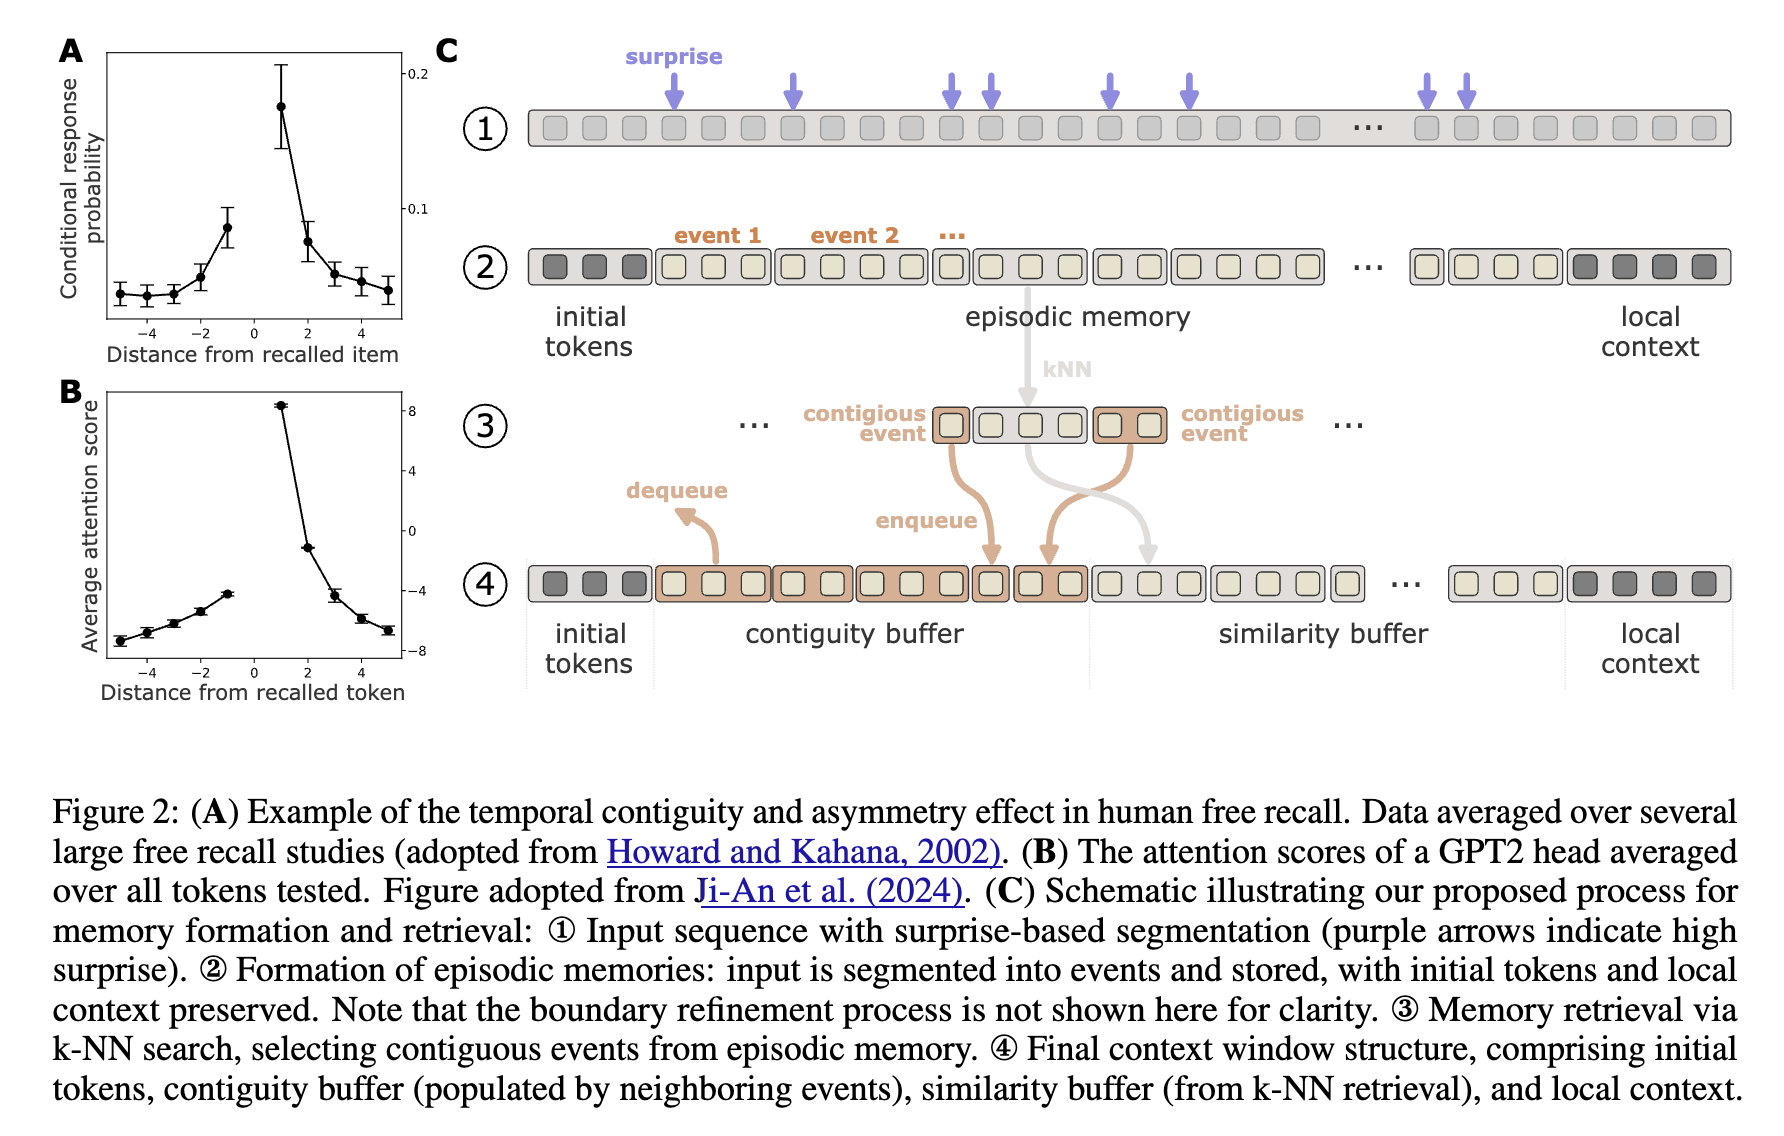 A
Conditional response
probability
0.2
0.1
−4 −2 0 2 4
Distance from recalled item
B
Average attention score
8
4
0
−4
−8
−4 −2 0 2 4
Distance from recalled token
C
surprise
1
...
2
event 1 event 2 ...
...
initial
tokens
episodic memory
local
context
kNN
3
...
contigious
event
contigious
event
...
dequeue
enqueue
4
...
initial
tokens
contiguity buffer
similarity buffer
local
context
Figure 2: (A) Example of the temporal contiguity and asymmetry effect in human free recall. Data averaged over several
large free recall studies (adopted from Howard and Kahana, 2002). (B) The attention scores of a GPT2 head averaged
over all tokens tested. Figure adopted from Ji-An et al. (2024). (C) Schematic illustrating our proposed process for
memory formation and retrieval: ① Input sequence with surprise-based segmentation (purple arrows indicate high
surprise). ② Formation of episodic memories: input is segmented into events and stored, with initial tokens and local
context preserved. Note that the boundary refinement process is not shown here for clarity. ③ Memory retrieval via
k-NN search, selecting contiguous events from episodic memory. ④ Final context window structure, comprising initial
tokens, contiguity buffer (populated by neighboring events), similarity buffer (from k-NN retrieval), and local context.